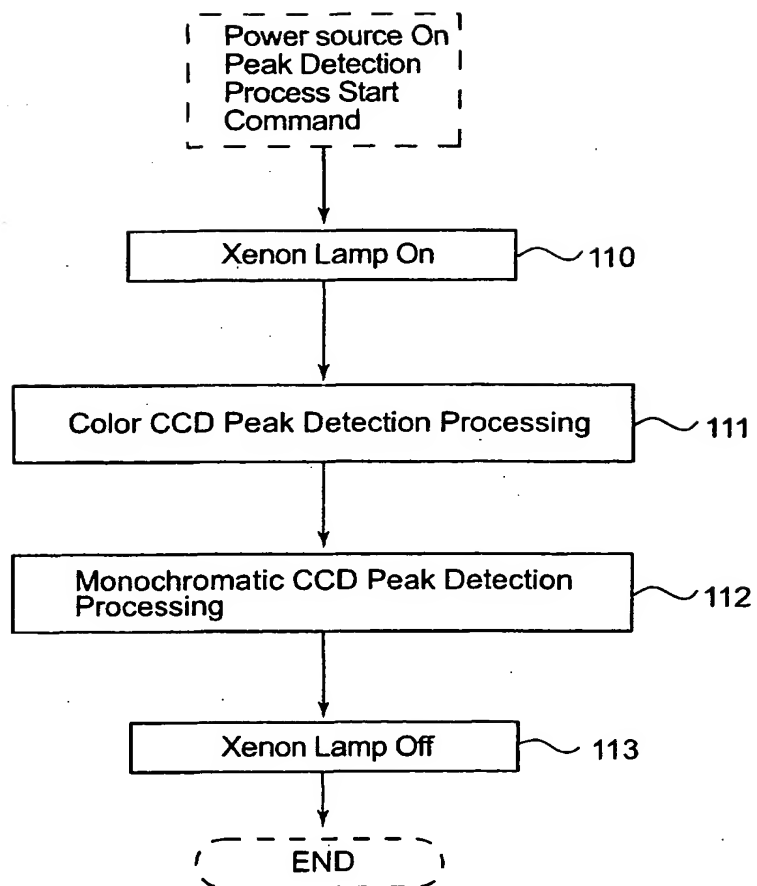 Power source On
Peak Detection
Process Start
Command
Xenon Lamp On
110
Color CCD Peak Detection Processing
111
Monochromatic CCD Peak Detection
Processing
112
Xenon Lamp Off
113
END